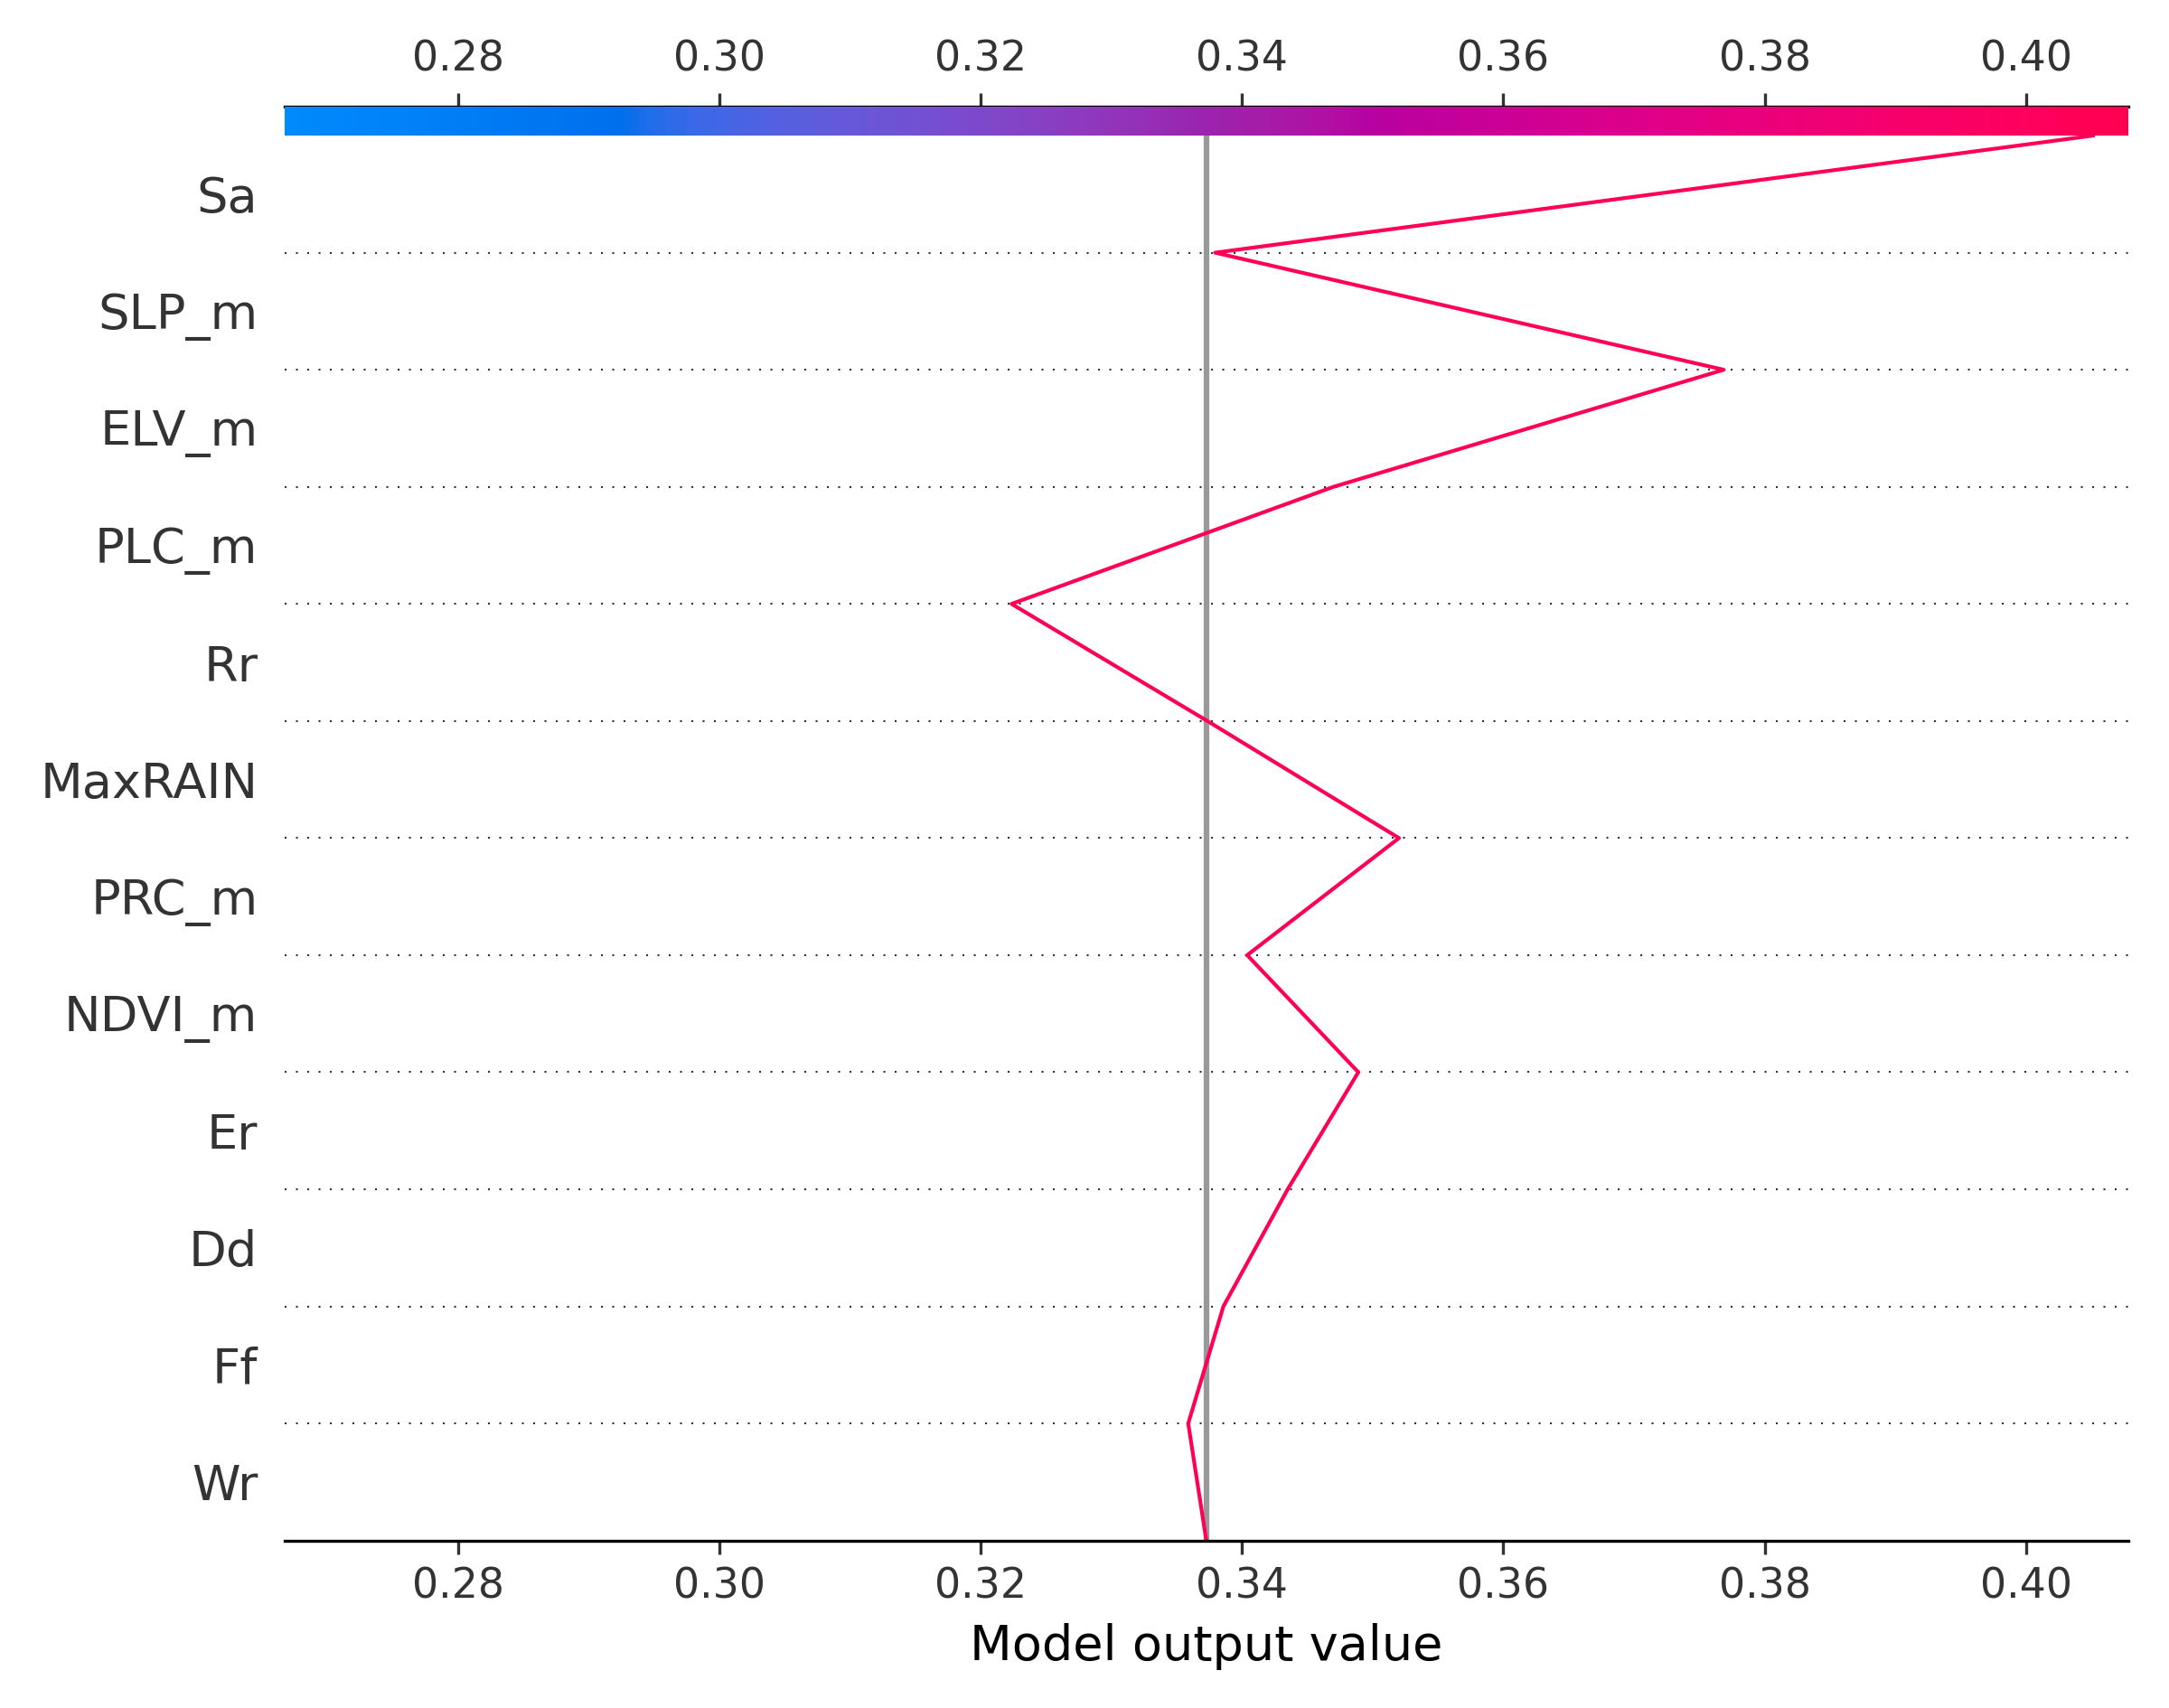 0.28 0.30 0.32 0.34 0.36 0.38 0.40
Sa
SLP_m
ELV_m
PLC_m
Rr
MaxRAIN
PRC_m
NDVI_m
Er
Dd
Ff
Wr
0.28 0.30 0.32 0.34 0.36 0.38 0.40
Model output value